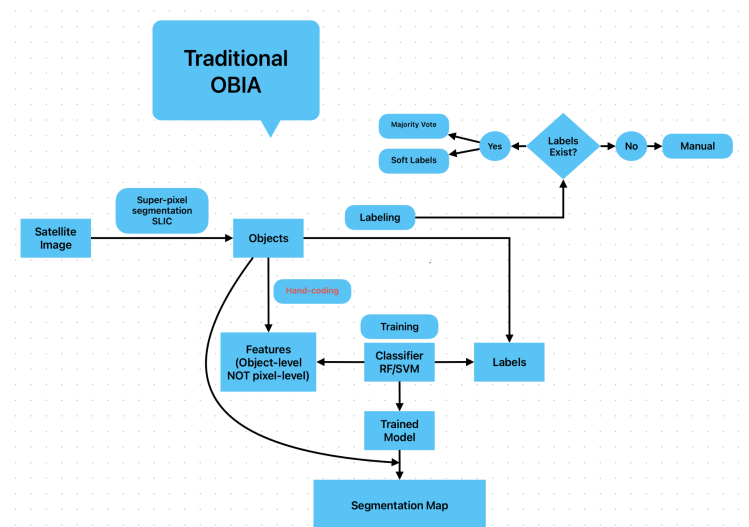 Traditional
OBIA
Majority Vote
Soft Labels
Yes
Labels
Exist?
No
Manual
Super-pixel
segmentation
SLIC
Labeling
Satellite
Image
Objects
Hand-coding
Training
Features
(Object-level
NOT pixel-level)
Classifier
RF/SVM
Labels
Trained
Model
Segmentation Map